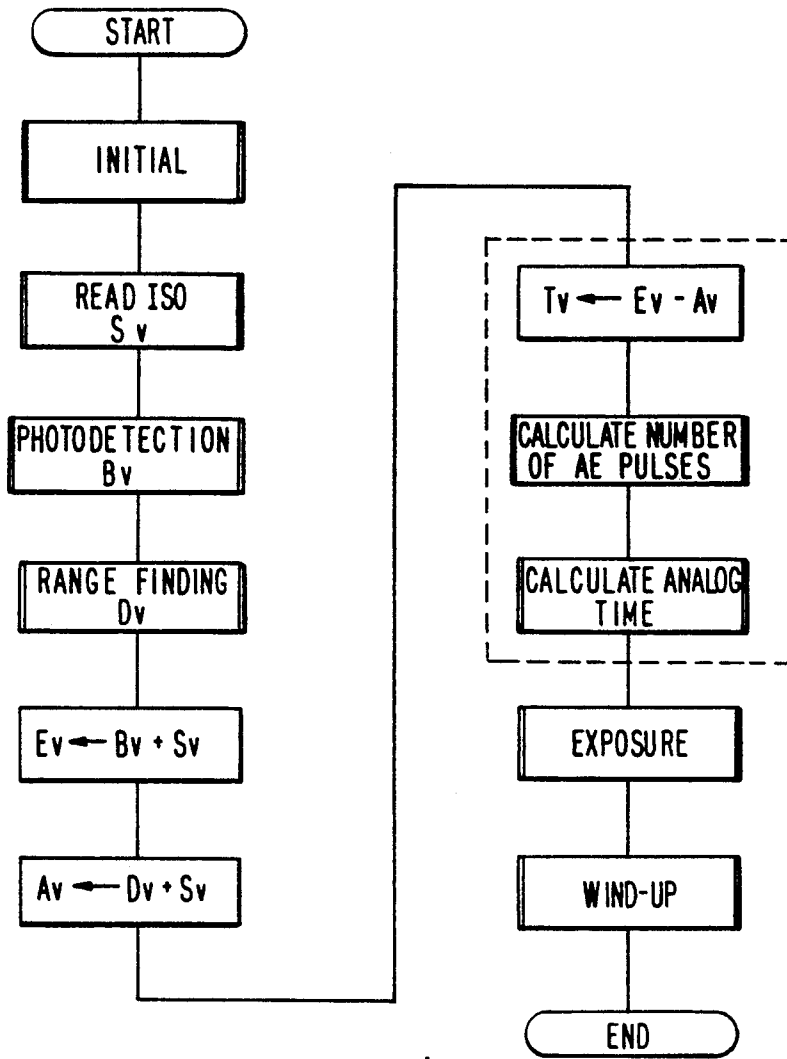 START
INITIAL
READ ISO
Sv
PHOTODETECTION
Bv
RANGE FINDING
Dv
Ev ← Bv + Sv
Av ← Dv + Sv
Tv ← Ev - Av
CALCULATE NUMBER
OF AE PULSES
CALCULATE ANALOG
TIME
EXPOSURE
WIND-UP
END